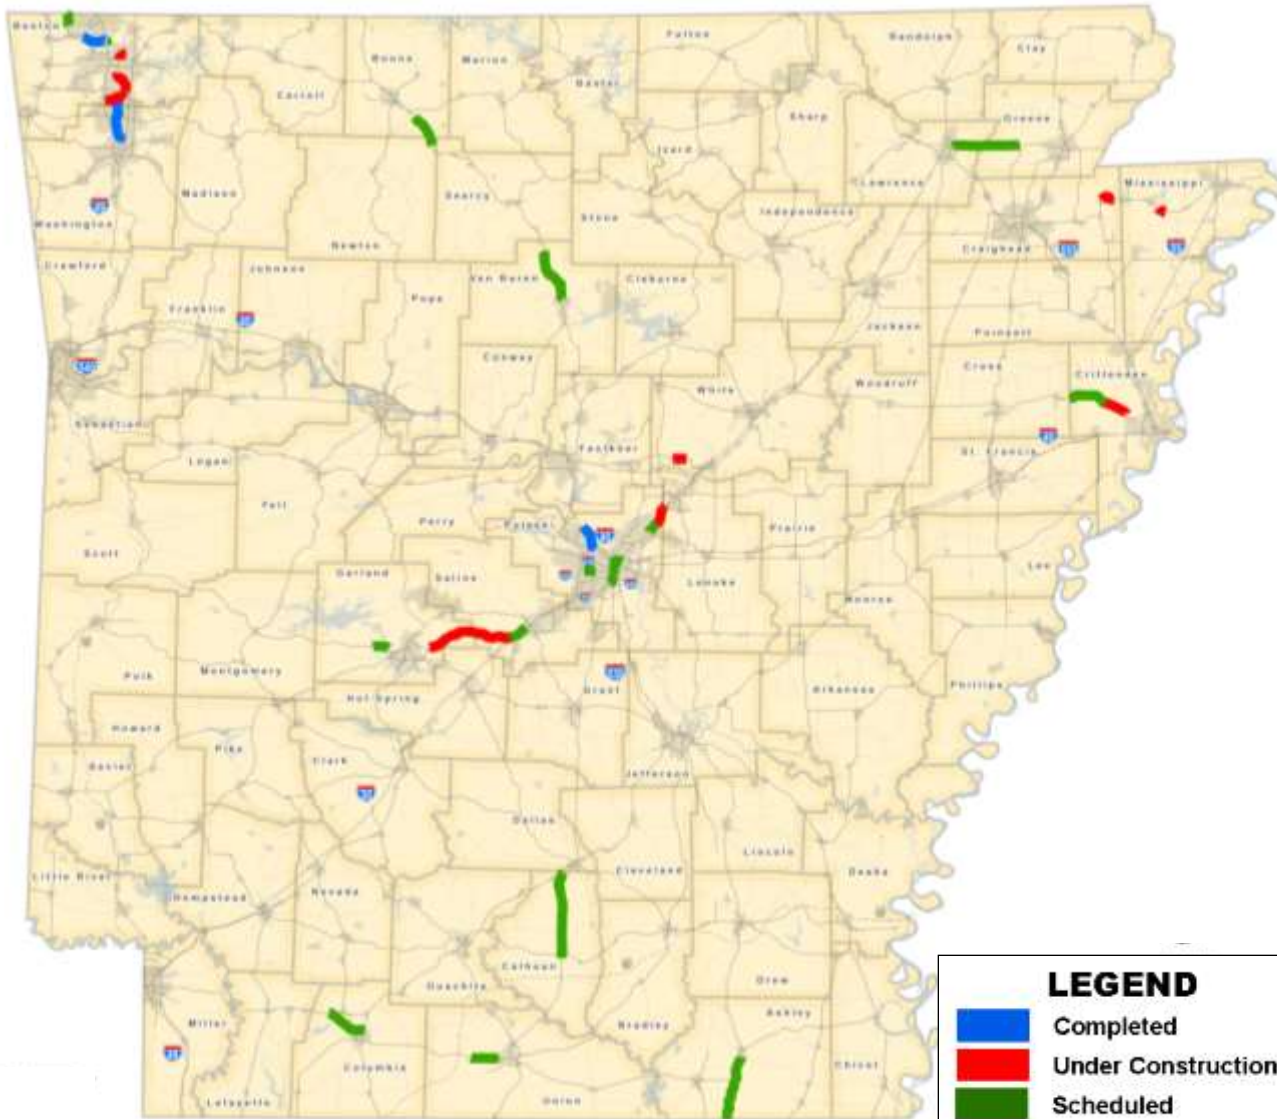 Benton
Carroll
Boone
Marion
Baxter
Fulton
Randolph
Clay
Sharp
Greene
Izard
Lawrence
Madison
Washington
Newton
Searcy
Stone
Independence
Craighead
Mississippi
Crawford
Franklin
Johnson
Pope
Van Buren
Cleburne
Jackson
Poinsett
Conway
White
Woodruff
Cross
Crittenden
Sebastian
Logan
Faulkner
St. Francis
Scott
Yell
Perry
Pulaski
Prairie
Lonoke
Lee
Monroe
Garland
Saline
Polk
Montgomery
Hot Spring
Grant
Arkansas
Phillips
Howard
Pike
Clark
Jefferson
Dallas
Cleveland
Lincoln
Little River
Hempstead
Nevada
Calhoun
Ouachita
Drew
Bradley
Ashley
Chicot
Miller
Lafayette
Columbia
Union
LEGEND
Completed
Under Construction
Scheduled